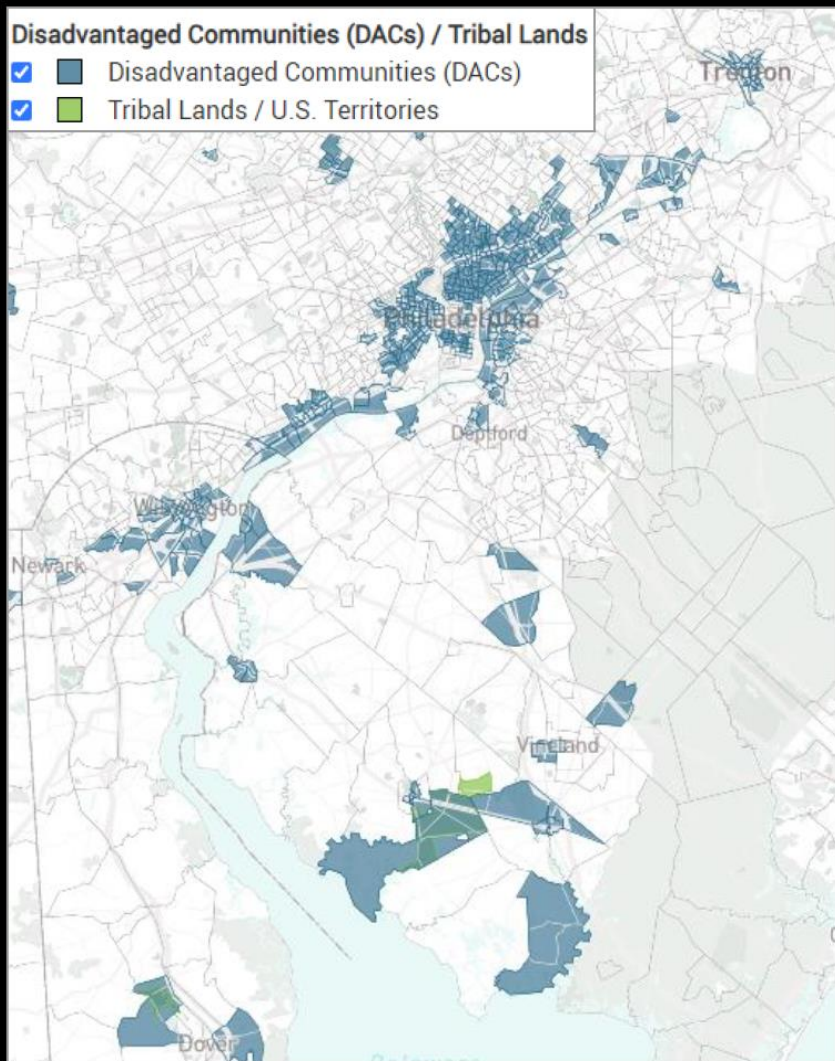 Disadvantaged Communities (DACs) / Tribal Lands
Disadvantaged Communities (DACs)
Tribal Lands / U.S. Territories
Trenton
Philadelphia
Deptford
Wilmington
Newark
Vineland
Dover